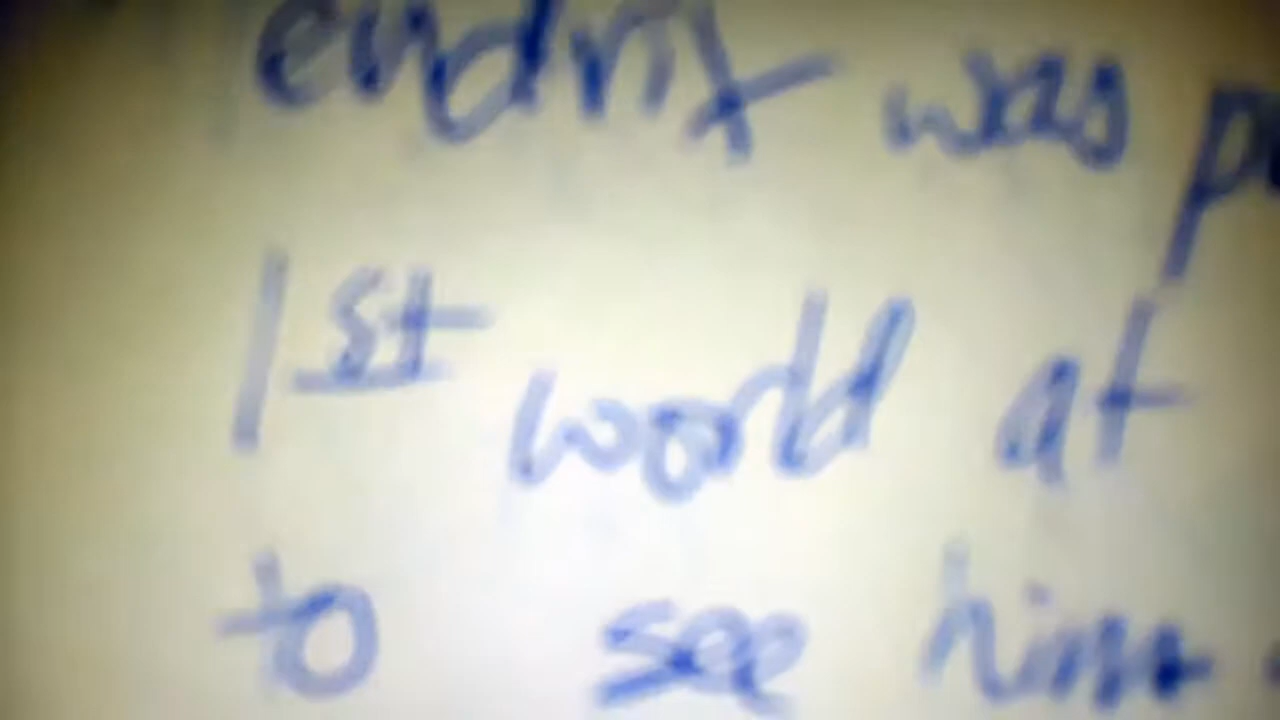 endrix was
1st world at
to see him